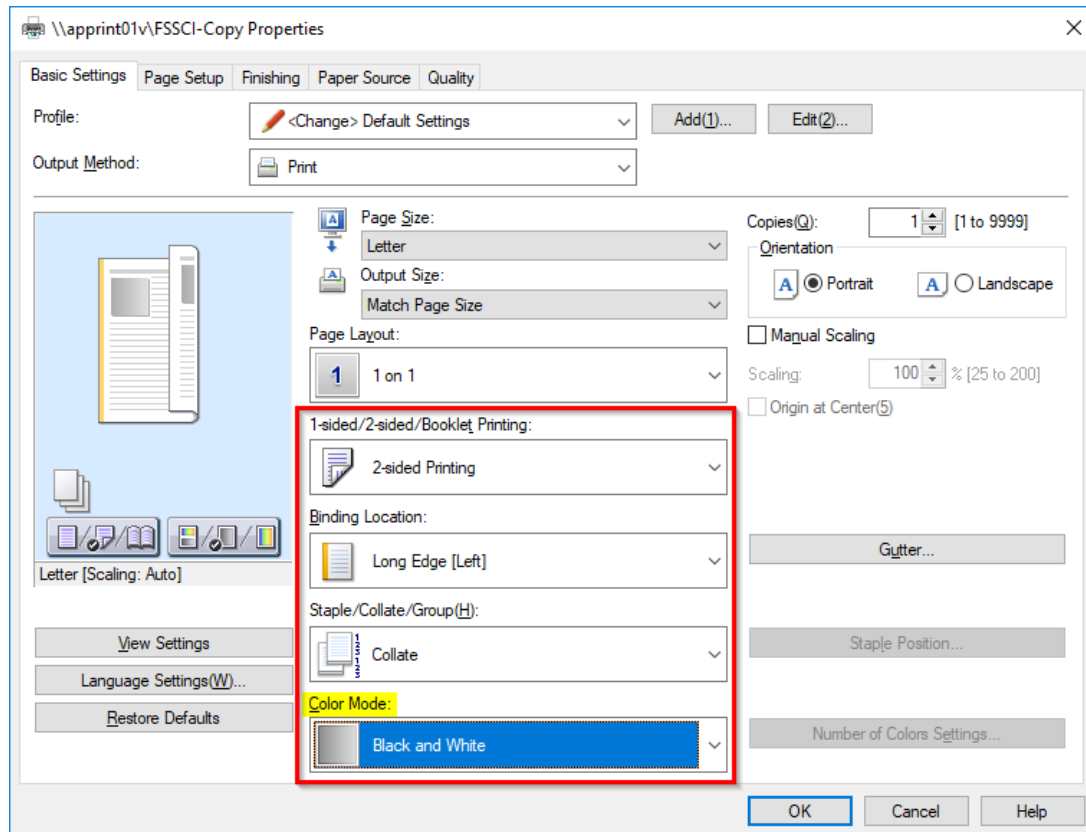 \\apprint01v\FSSCI-Copy Properties
Basic Settings Page Setup Finishing Paper Source Quality
Profile: <Change> Default Settings Add(1)... Edit(2)...
Output Method: Print
Page Size:
Letter
Output Size:
Match Page Size
Page Layout:
1 1 on 1
1-sided/2-sided/Booklet Printing:
2-sided Printing
Binding Location:
Long Edge [Left]
Staple/Collate/Group(H):
Collate
Color Mode:
Black and White
Copies(Q): 1 [1 to 9999]
Orientation
A Portrait A Landscape
Manual Scaling
Scaling: 100 % [25 to 200]
Origin at Center(5)
Gutter...
Staple Position...
Number of Colors Settings...
Letter [Scaling: Auto]
View Settings
Language Settings(W)...
Restore Defaults
OK Cancel Help